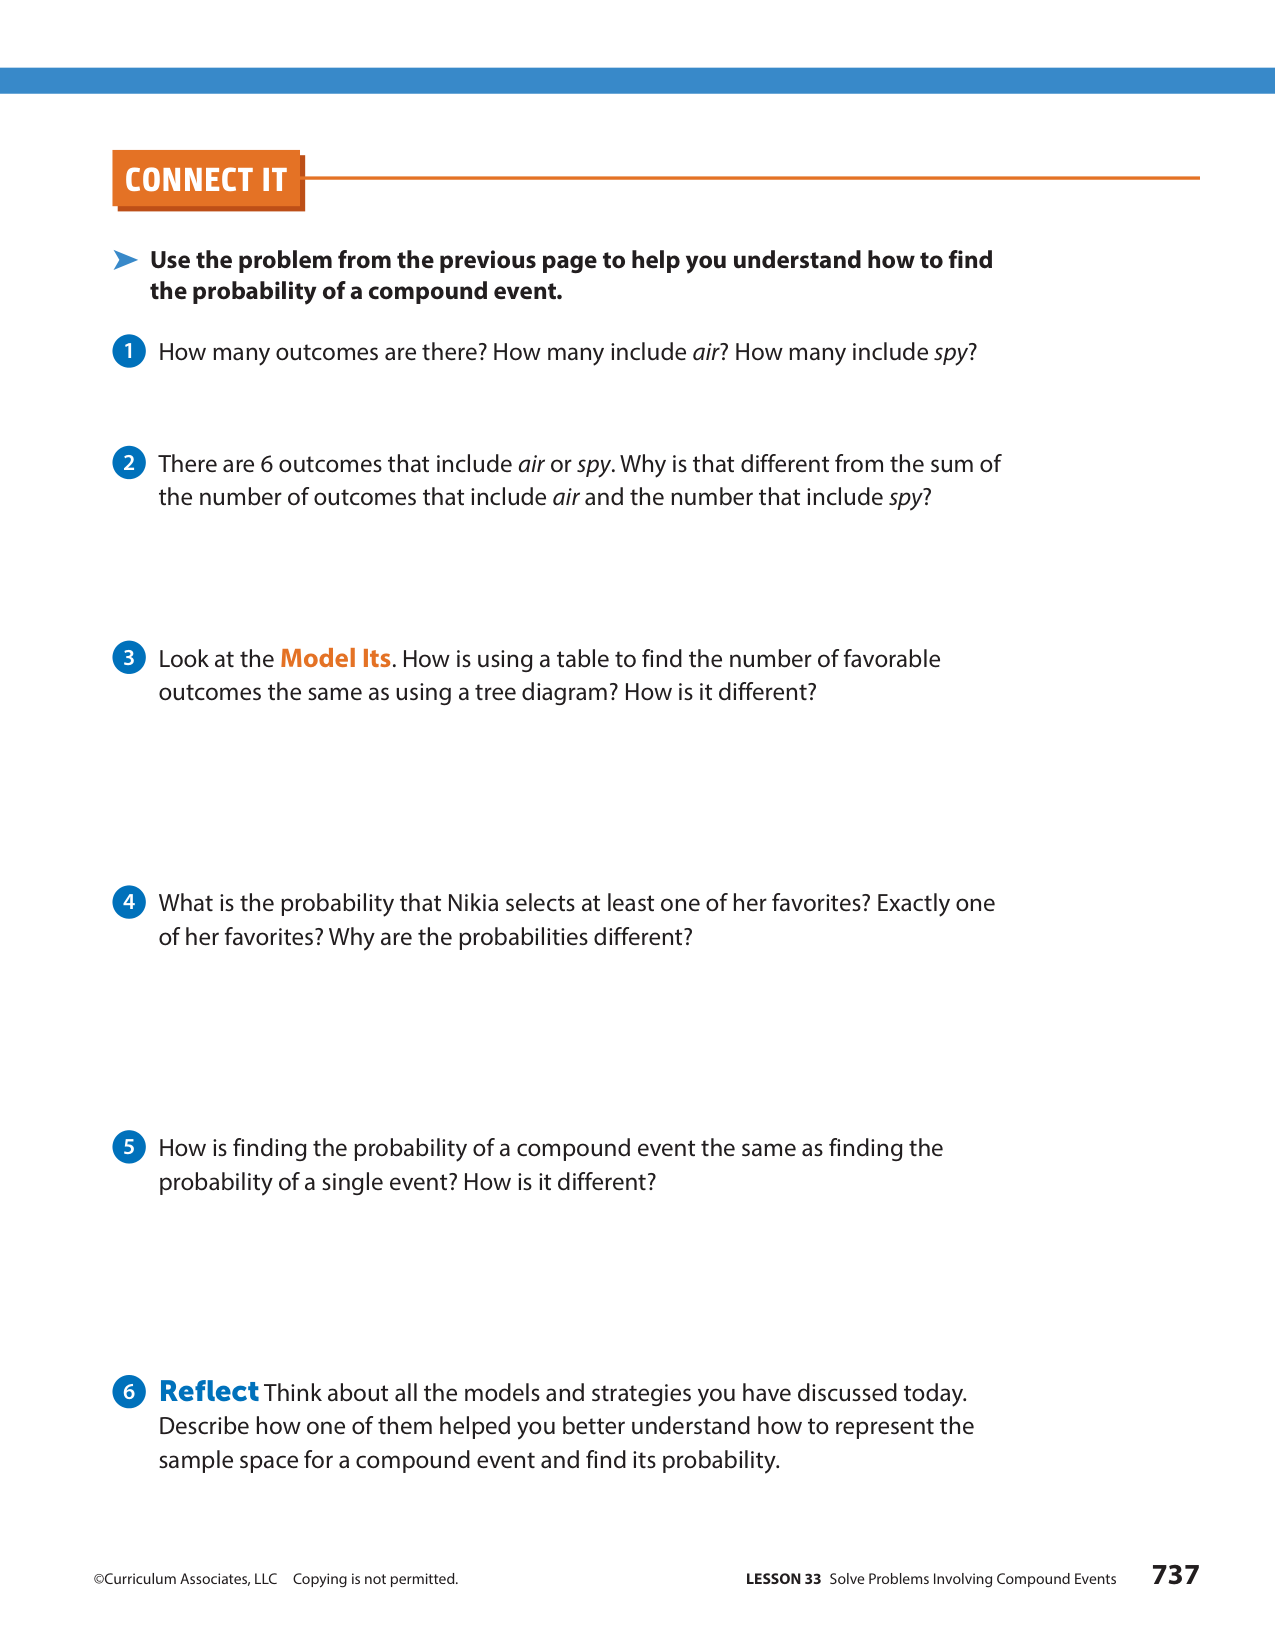 CONNECT IT
Use the problem from the previous page to help you understand how to find
the probability of a compound event.
1 How many outcomes are there? How many include air? How many include spy?
2 There are 6 outcomes that include air or spy. Why is that different from the sum of
the number of outcomes that include air and the number that include spy?
3 Look at the Model Its. How is using a table to find the number of favorable
outcomes the same as using a tree diagram? How is it different?
4 What is the probability that Nikia selects at least one of her favorites? Exactly one
of her favorites? Why are the probabilities different?
5 How is finding the probability of a compound event the same as finding the
probability of a single event? How is it different?
6 Reflect Think about all the models and strategies you have discussed today.
Describe how one of them helped you better understand how to represent the
sample space for a compound event and find its probability.
©Curriculum Associates, LLC Copying is not permitted. LESSON 33 Solve Problems Involving Compound Events 737